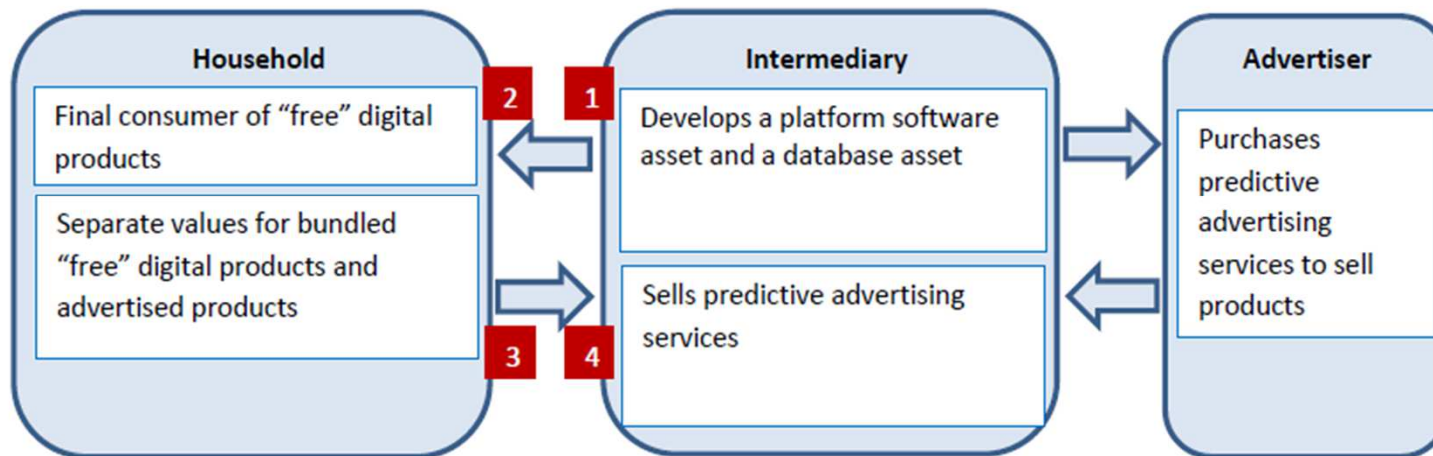 Household
2
Final consumer of “free” digital
products
Separate values for bundled
“free” digital products and
advertised products
3
Intermediary
1
Develops a platform software
asset and a database asset
Sells predictive advertising
services
4
Advertiser
Purchases
predictive
advertising
services to sell
products